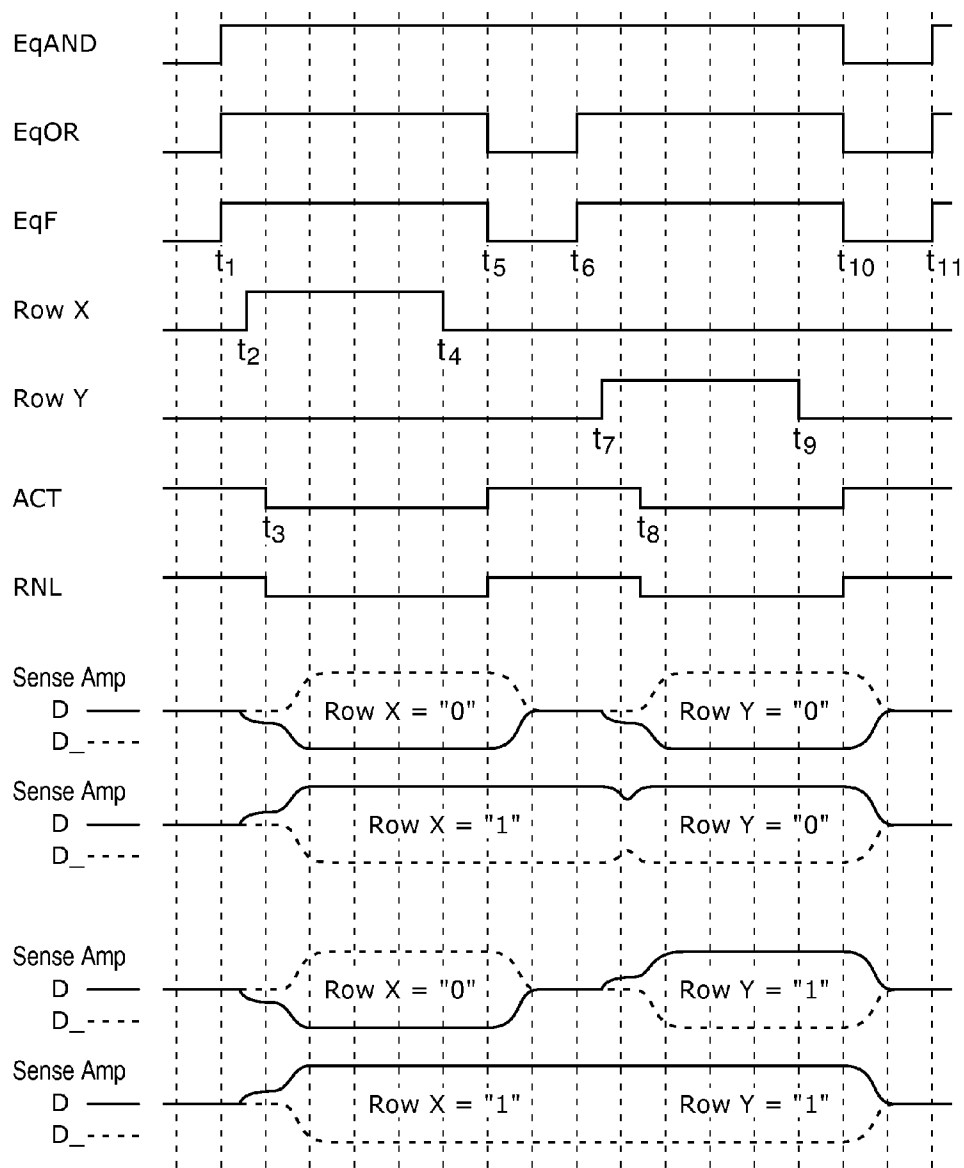 EqAND
EqOR
EqF
t1 t5 t6 t10 t11
Row X
t2 t4
Row Y
t7 t9
ACT
t3 t8
RNL
Sense Amp
D
D_
Row X = "0" Row Y = "0"
Sense Amp
D
D_
Row X = "1" Row Y = "0"
Sense Amp
D
D_
Row X = "0" Row Y = "1"
Sense Amp
D
D_
Row X = "1" Row Y = "1"